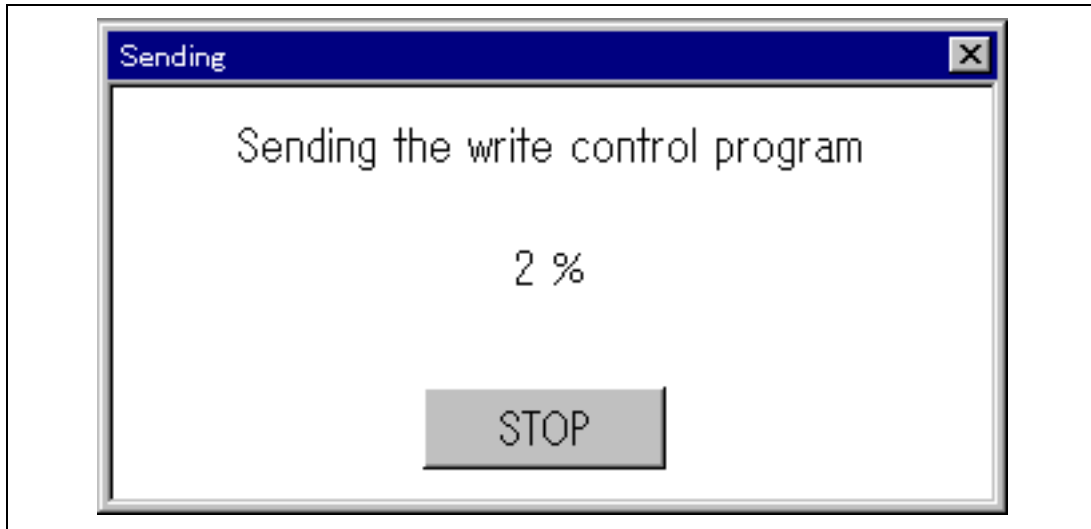 Sending
Sending the write control program
2 %
STOP